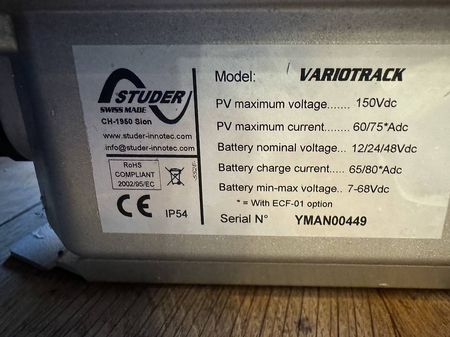 STUDER
SWISS MADE
CH-1950 Sion
www.studer-innotec.com
info@studer-innotec.com
RoHS
COMPLIANT
2002/95/EC
CE IP54
Model: VARIOTRACK
PV maximum voltage....... 150Vdc
PV maximum current....... 60/75*Adc
Battery nominal voltage... 12/24/48Vdc
Battery charge current.... 65/80*Adc
Battery min-max voltage.. 7-68Vdc
* = With ECF-01 option
Serial N° YMAN00449